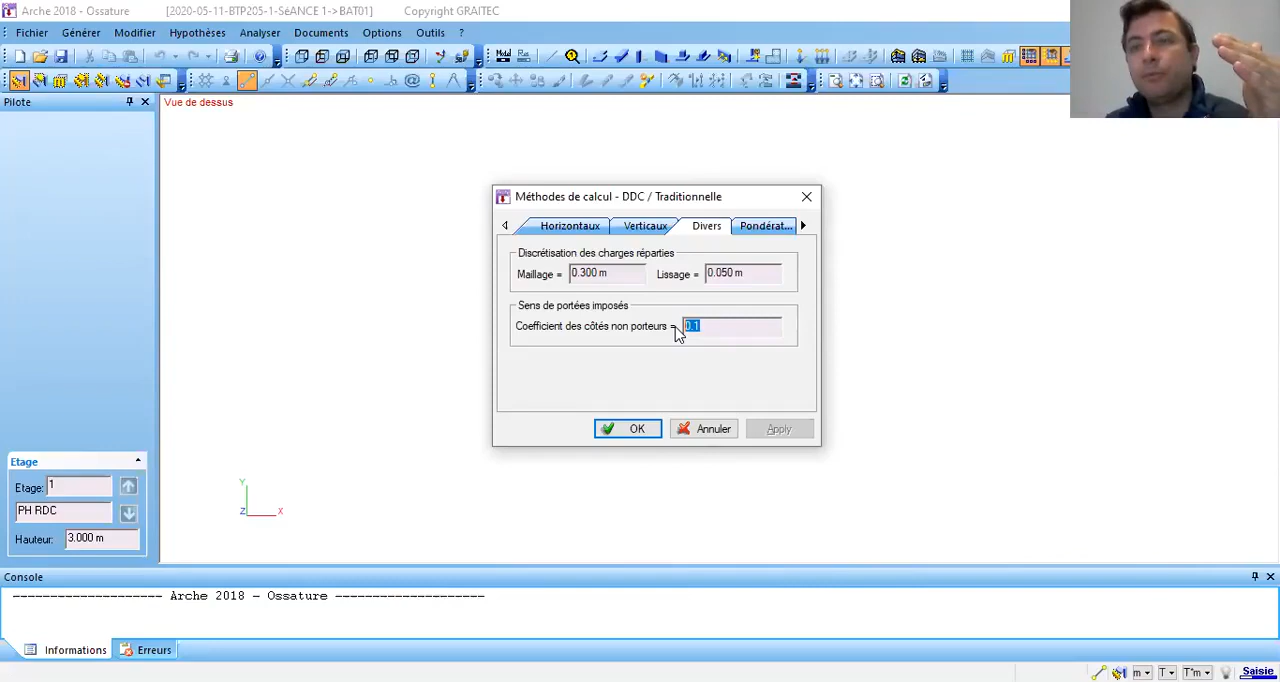 Arche 2018 - Ossature [2020-05-11-BTP205-1-SéANCE 1->BAT01] Copyright GRAITEC
Fichier Générer Modifier Hypothèses Analyser Documents Options Outils ?
Pilote
Vue de dessus
Méthodes de calcul - DDC / Traditionnelle
Horizontaux Verticaux Divers Pondérat...
Discrétisation des charges réparties
Maillage = 0.300 m Lissage = 0.050 m
Sens de portées imposés
Coefficient des côtés non porteurs = 0.1
OK Annuler Apply
Etage
Etage: 1
PH RDC
Hauteur: 3.000 m
Y
Z X
Console
-------------------- Arche 2018 - Ossature --------------------
Informations Erreurs
m T T*m Saisie